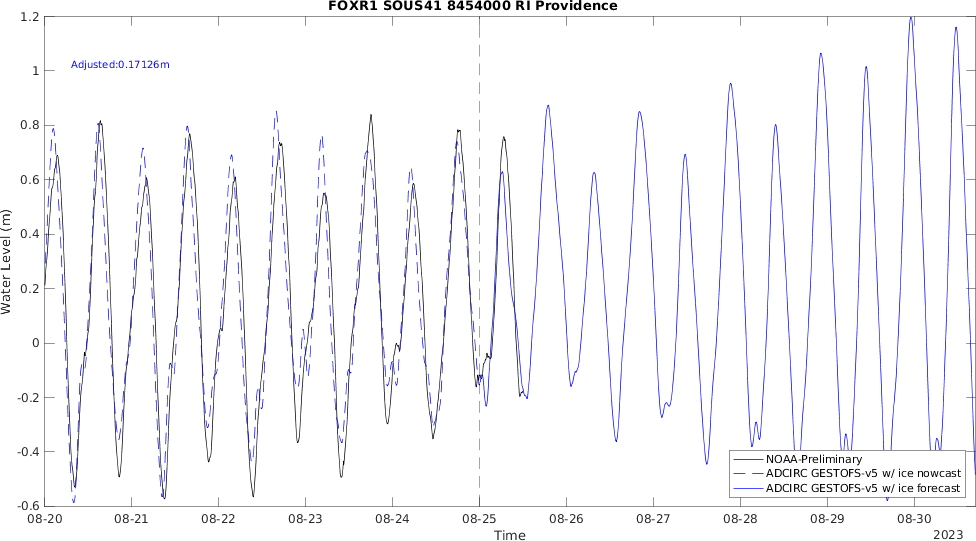 FOXR1 SOUS41 8454000 RI Providence
Adjusted:0.17126m
1.2
1
0.8
0.6
0.4
0.2
0
-0.2
-0.4
-0.6
Water Level (m)
NOAA-Preliminary
ADCIRC GESTOFS-v5 w/ ice nowcast
ADCIRC GESTOFS-v5 w/ ice forecast
08-20 08-21 08-22 08-23 08-24 08-25 08-26 08-27 08-28 08-29 08-30
Time
2023